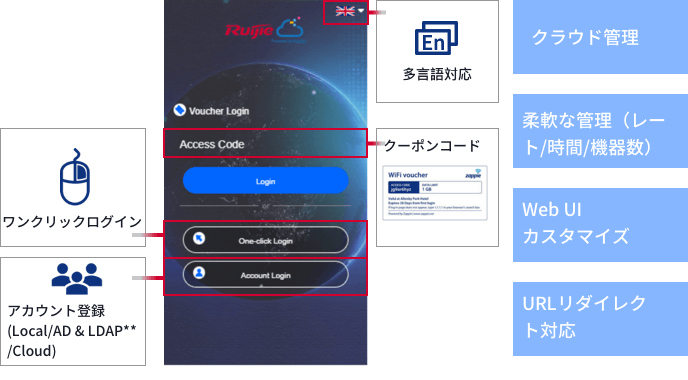 En
多言語対応
クラウド管理
Ruijie
Voucher Login
Access Code
Login
One-click Login
Account Login
ワンクリックログイン
アカウント登録
(Local/AD & LDAP**
/Cloud)
クーポンコード
WiFi voucher
zappie
1 GB
柔軟な管理（レー
ト/時間/機器数）
Web UI
カスタマイズ
URLリダイレク
ト対応